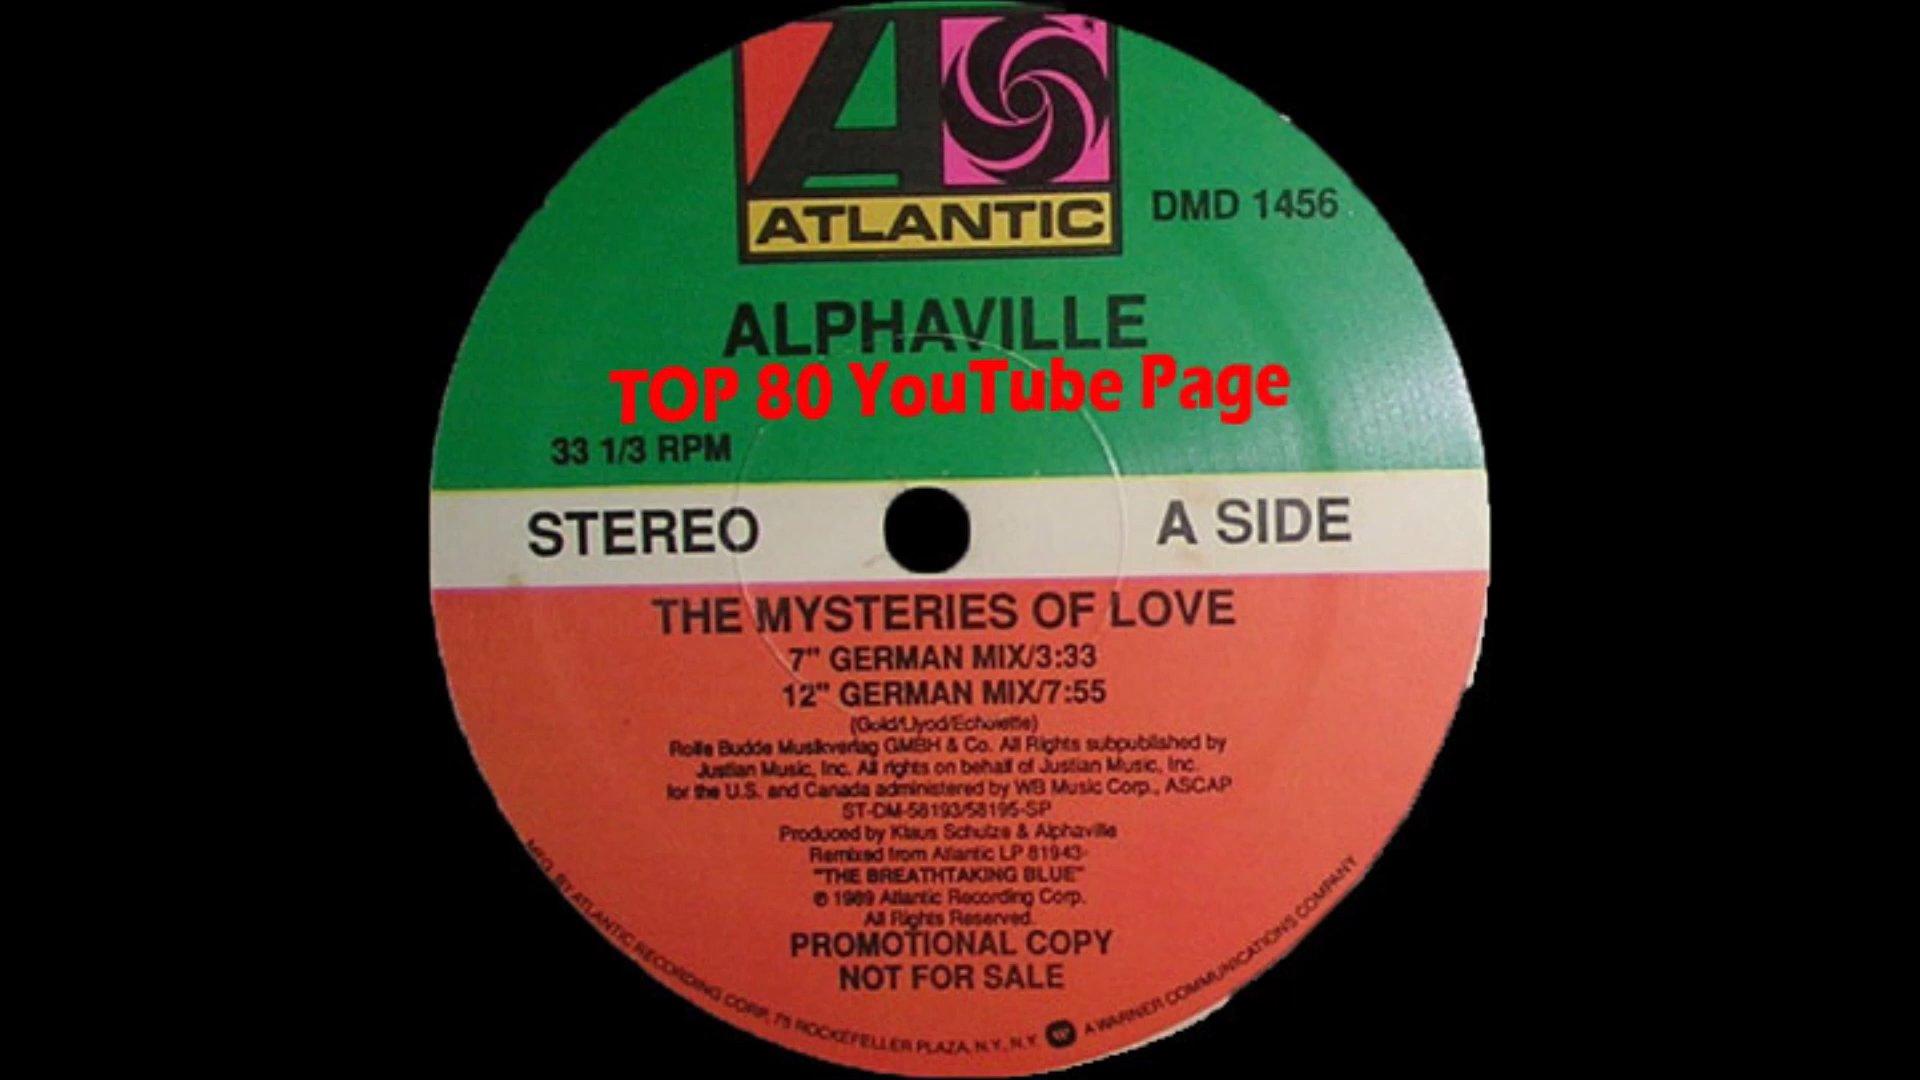 ATLANTIC
DMD 1456
ALPHAVILLE
TOP 80 YouTube Page
33 1/3 RPM
STEREO
A SIDE
THE MYSTERIES OF LOVE
7" GERMAN MIX/3:33
12" GERMAN MIX/7:55
(Gold/Llyod/Echolette)
Rolfe Budde Musikverlag GMBH & Co. All Rights subpublished by
Justian Music, Inc. All rights on behalf of Justian Music, Inc.
for the U.S. and Canada administered by WB Music Corp., ASCAP
ST-DM-58193/58195-SP
Produced by Klaus Schulze & Alphaville
Remixed from Atlantic LP 81943-
"THE BREATHTAKING BLUE"
℗ 1989 Atlantic Recording Corp.
All Rights Reserved.
PROMOTIONAL COPY
NOT FOR SALE
MFG. BY ATLANTIC RECORDING CORP., 75 ROCKEFELLER PLAZA, N.Y., N.Y. A WARNER COMMUNICATIONS COMPANY